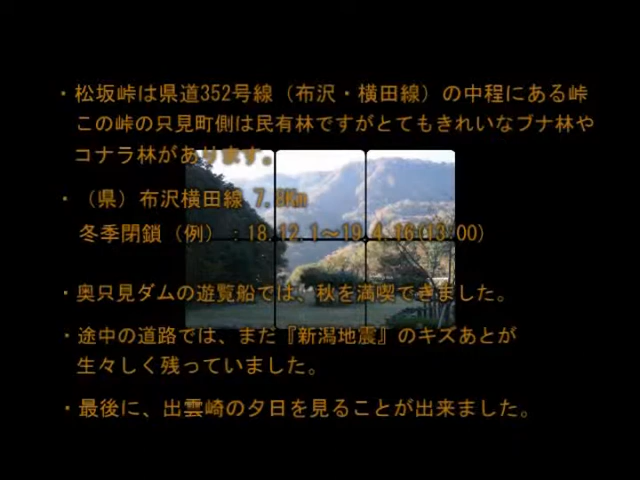 ・松坂峠は県道352号線（布沢・横田線）の中程にある峠
この峠の只見町側は民有林ですがとてもきれいなブナ林や
コナラ林があります。
・（県）布沢横田線 7.8Km
冬季閉鎖（例）：18.12.1～19.4.16(13:00)
・奥只見ダムの遊覧船では、秋を満喫できました。
・途中の道路では、まだ『新潟地震』のキズあとが
生々しく残っていました。
・最後に、出雲崎の夕日を見ることが出来ました。